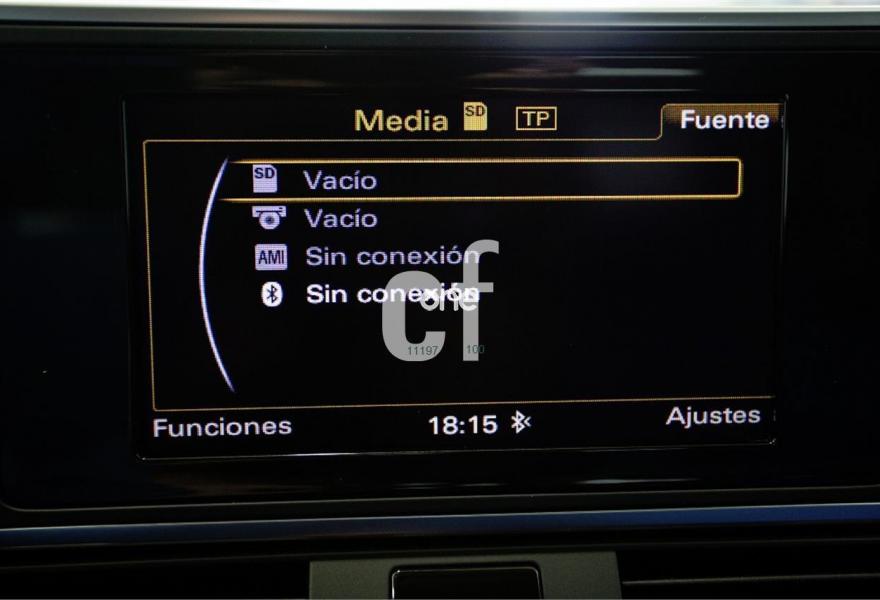 Media SD TP Fuente
SD Vacío
Vacío
AMI Sin conexión
Sin conexión
cf
one
11197 100
Funciones 18:15 Ajustes